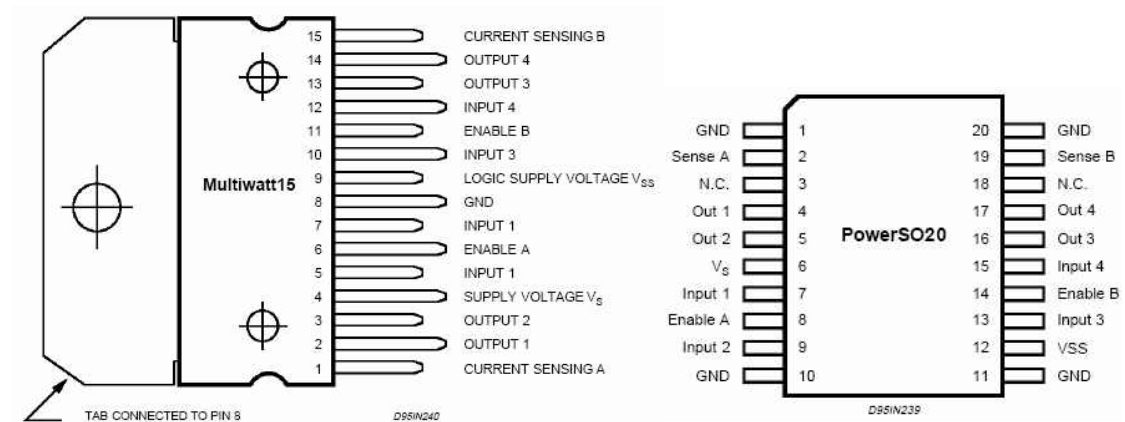 15 CURRENT SENSING B
14 OUTPUT 4
13 OUTPUT 3
12 INPUT 4
11 ENABLE B
10 INPUT 3
9 LOGIC SUPPLY VOLTAGE VSS
8 GND
7 INPUT 1
6 ENABLE A
5 INPUT 1
4 SUPPLY VOLTAGE VS
3 OUTPUT 2
2 OUTPUT 1
1 CURRENT SENSING A
Multiwatt15
TAB CONNECTED TO PIN 8
D95IN240
GND 1 20 GND
Sense A 2 19 Sense B
N.C. 3 18 N.C.
Out 1 4 17 Out 4
Out 2 5 16 Out 3
VS 6 15 Input 4
Input 1 7 14 Enable B
Enable A 8 13 Input 3
Input 2 9 12 VSS
GND 10 11 GND
PowerSO20
D95IN239